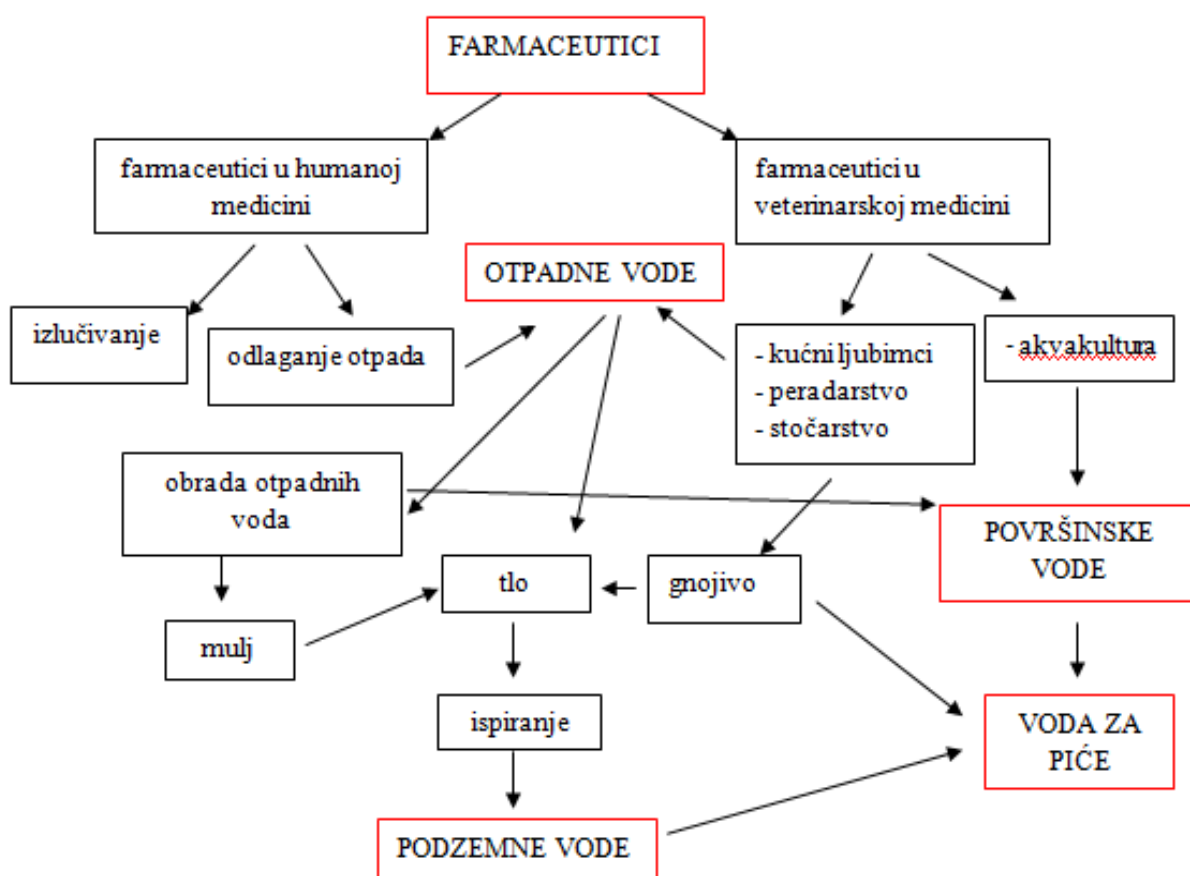 FARMACEUTICI
farmaceutici u humanoj
medicini
farmaceutici u
veterinarskoj medicini
OTPADNE VODE
izlučivanje
odlaganje otpada
- kućni ljubimci
- peradarstvo
- stočarstvo
- akvakultura
obrada otpadnih
voda
POVRŠINSKE
VODE
tlo
gnojivo
mulj
ispiranje
VODA ZA
PIĆE
PODZEMNE VODE